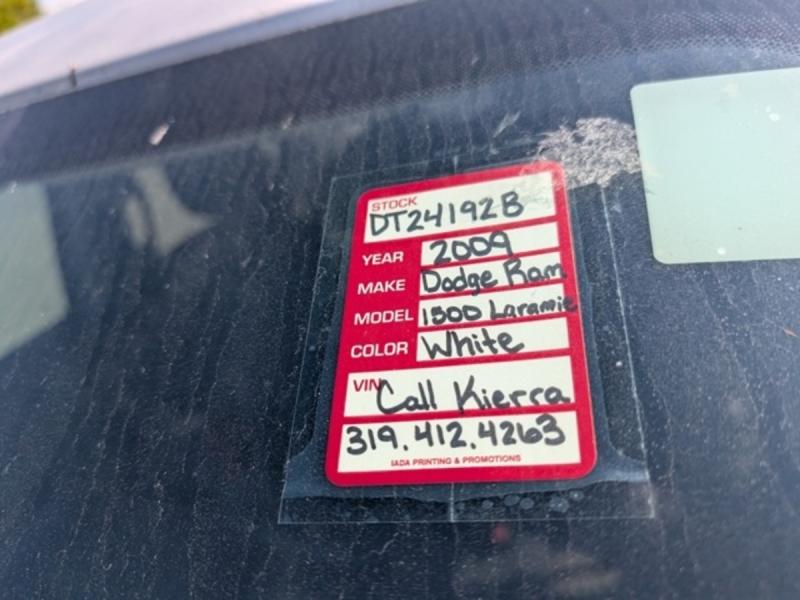 STOCK
DT24192B
YEAR 2009
MAKE Dodge Ram
MODEL 1500 Laramie
COLOR White
VIN Call Kierra
319.412.4263
IADA PRINTING & PROMOTIONS